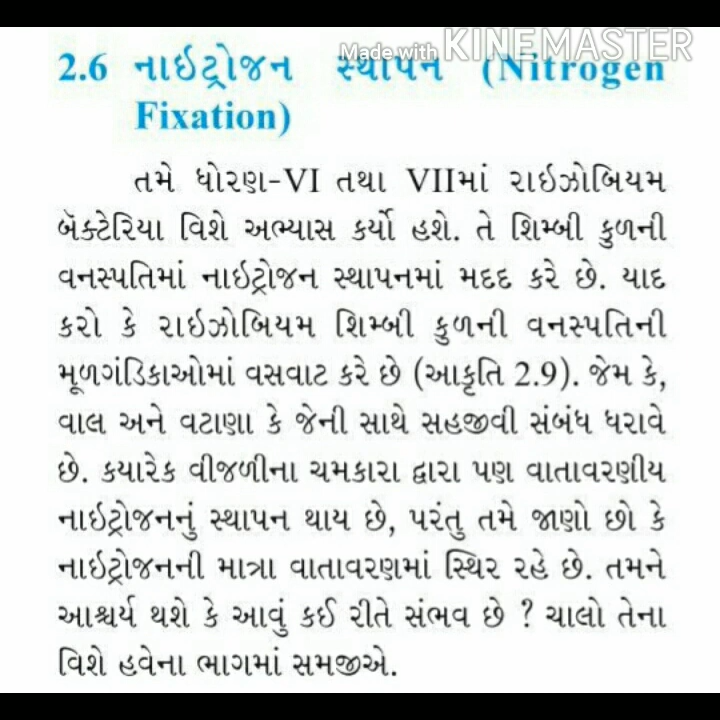 Made with KINEMASTER
2.6 નાઇટ્રોજન સ્થાપન (Nitrogen
Fixation)
તમે ધોરણ-VI તથા VIIમાં રાઇઝોબિયમ
બૅક્ટેરિયા વિશે અભ્યાસ કર્યો હશે. તે શિમ્બી કુળની
વનસ્પતિમાં નાઇટ્રોજન સ્થાપનમાં મદદ કરે છે. યાદ
કરો કે રાઇઝોબિયમ શિમ્બી કુળની વનસ્પતિની
મૂળગંડિકાઓમાં વસવાટ કરે છે (આકૃતિ 2.9). જેમ કે,
વાલ અને વટાણા કે જેની સાથે સહજીવી સંબંધ ધરાવે
છે. કયારેક વીજળીના ચમકારા દ્વારા પણ વાતાવરણીય
નાઇટ્રોજનનું સ્થાપન થાય છે, પરંતુ તમે જાણો છો કે
નાઇટ્રોજનની માત્રા વાતાવરણમાં સ્થિર રહે છે. તમને
આશ્ચર્ય થશે કે આવું કઈ રીતે સંભવ છે ? ચાલો તેના
વિશે હવેના ભાગમાં સમજીએ.